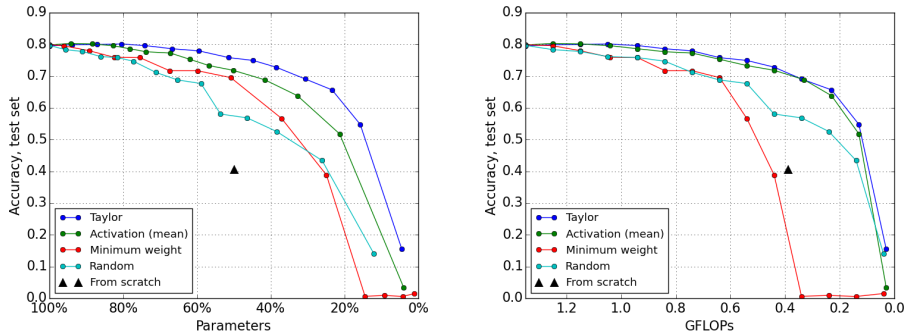 Accuracy, test set
0.9
0.8
0.7
0.6
0.5
0.4
0.3
0.2
0.1
0.0
Taylor
Activation (mean)
Minimum weight
Random
From scratch
100% 80% 60% 40% 20% 0%
Parameters
Accuracy, test set
0.9
0.8
0.7
0.6
0.5
0.4
0.3
0.2
0.1
0.0
Taylor
Activation (mean)
Minimum weight
Random
From scratch
1.2 1.0 0.8 0.6 0.4 0.2 0.0
GFLOPs